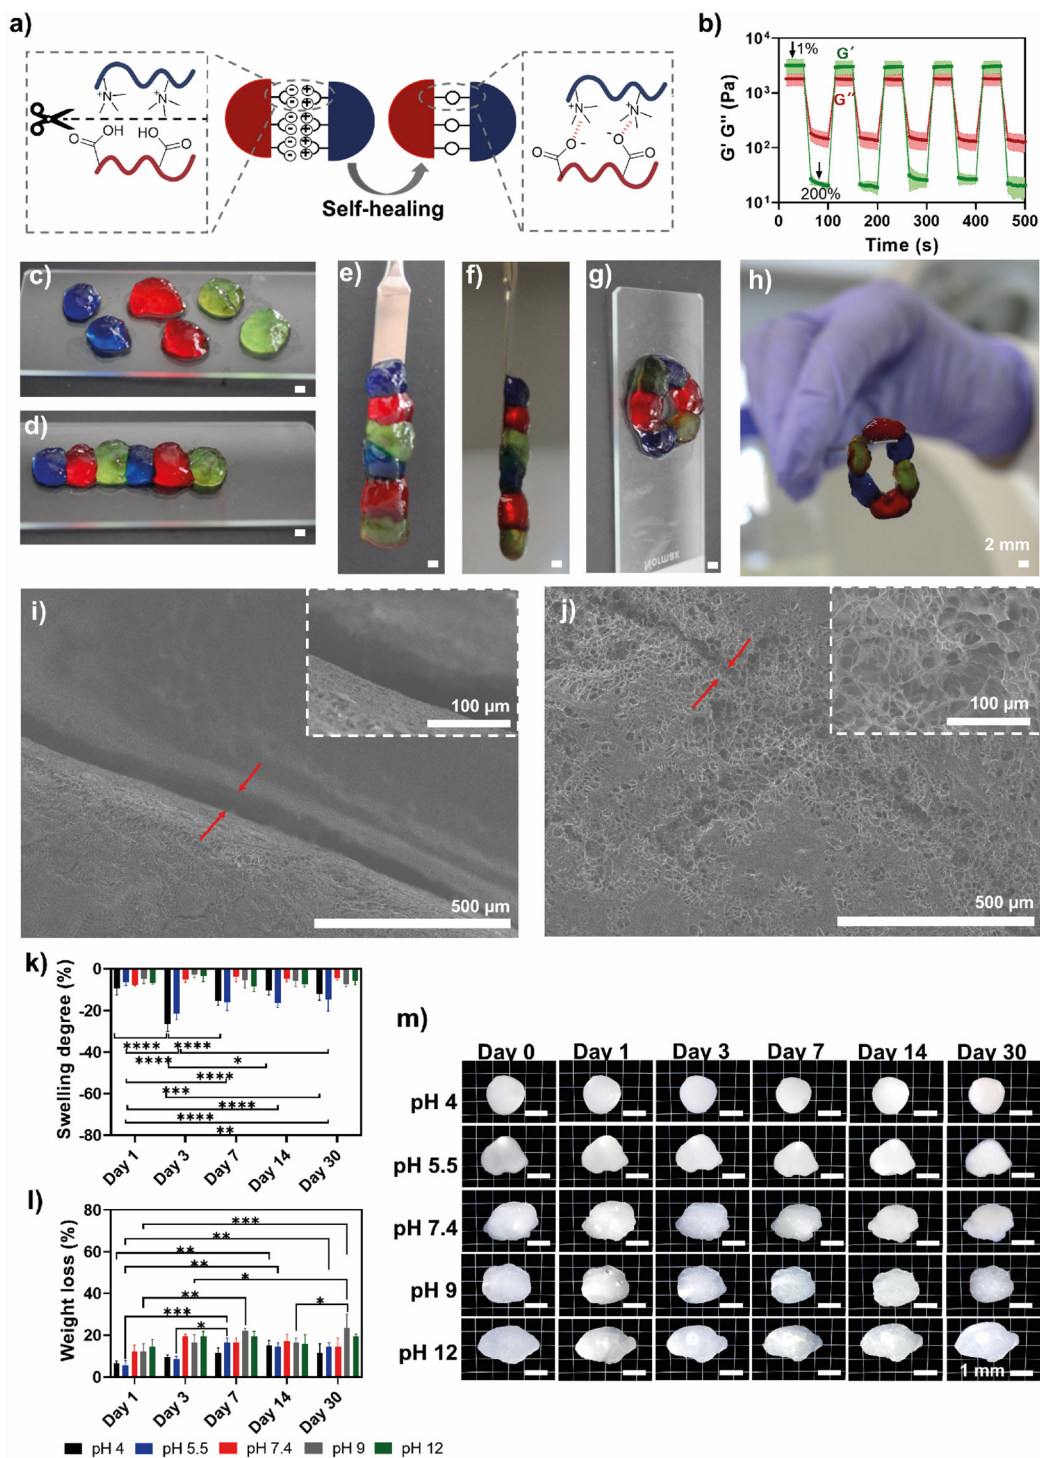 a)
OH
HO
N
+
N
+
Self-healing
N
+
N
+
O
-
-
O
O
O
b)
G' G'' (Pa)
10⁴
10³
10²
10¹
1%
G′
G″
200%
0 100 200 300 400 500
Time (s)
c)
d)
e)
f)
g)
Normax
h)
2 mm
i)
100 µm
500 µm
j)
100 µm
500 µm
k)
Swelling degree (%)
0
-20
-40
-60
-80
**** ****
**** *
****
***
****
****
**
Day 1 Day 3 Day 7 Day 14 Day 30
l)
Weight loss (%)
80
60
40
20
0
***
**
**
**
*
**
*
***
*
Day 1 Day 3 Day 7 Day 14 Day 30
pH 4 pH 5.5 pH 7.4 pH 9 pH 12
m)
Day 0 Day 1 Day 3 Day 7 Day 14 Day 30
pH 4
pH 5.5
pH 7.4
pH 9
pH 12
1 mm